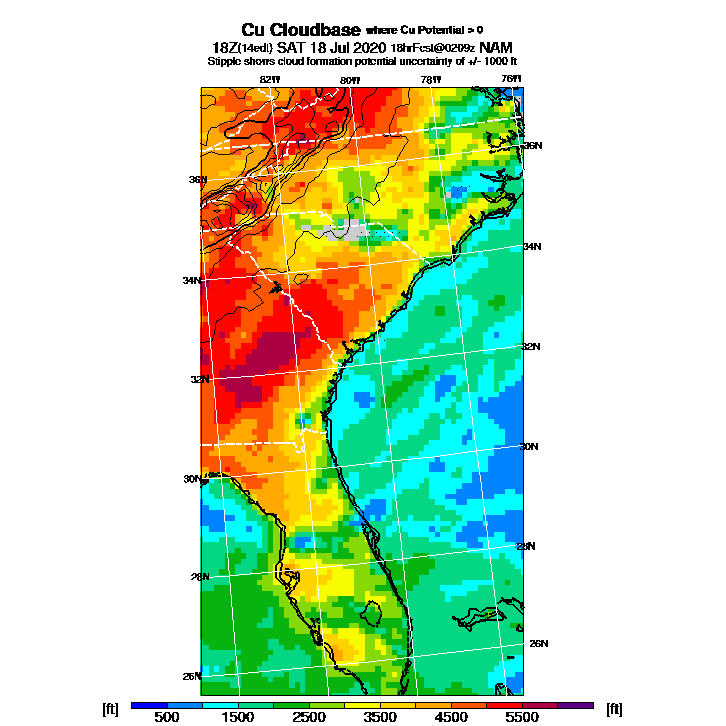 Cu Cloudbase where Cu Potential > 0
18Z(14edt) SAT 18 Jul 2020 18hrFcst@0209z NAM
Stipple shows cloud formation potential uncertainty of +/- 1000 ft
82W 80W 78W 76W
36N
36N
34N
34N
32N
32N
30N
30N
28N
28N
26N
26N
[ft] 500 1500 2500 3500 4500 5500 [ft]